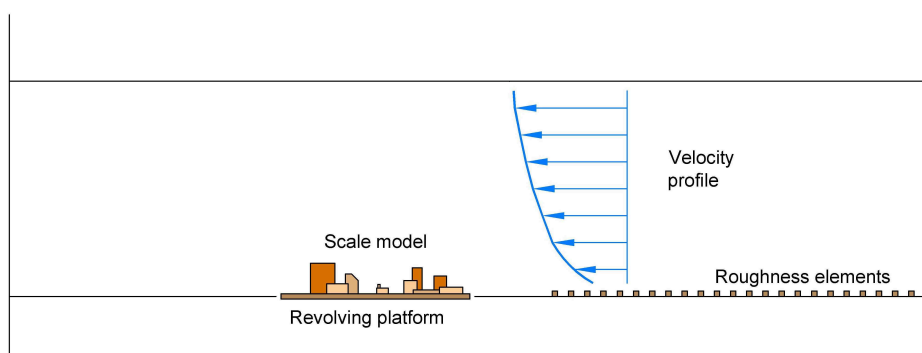 Velocity
profile
Scale model
Roughness elements
Revolving platform